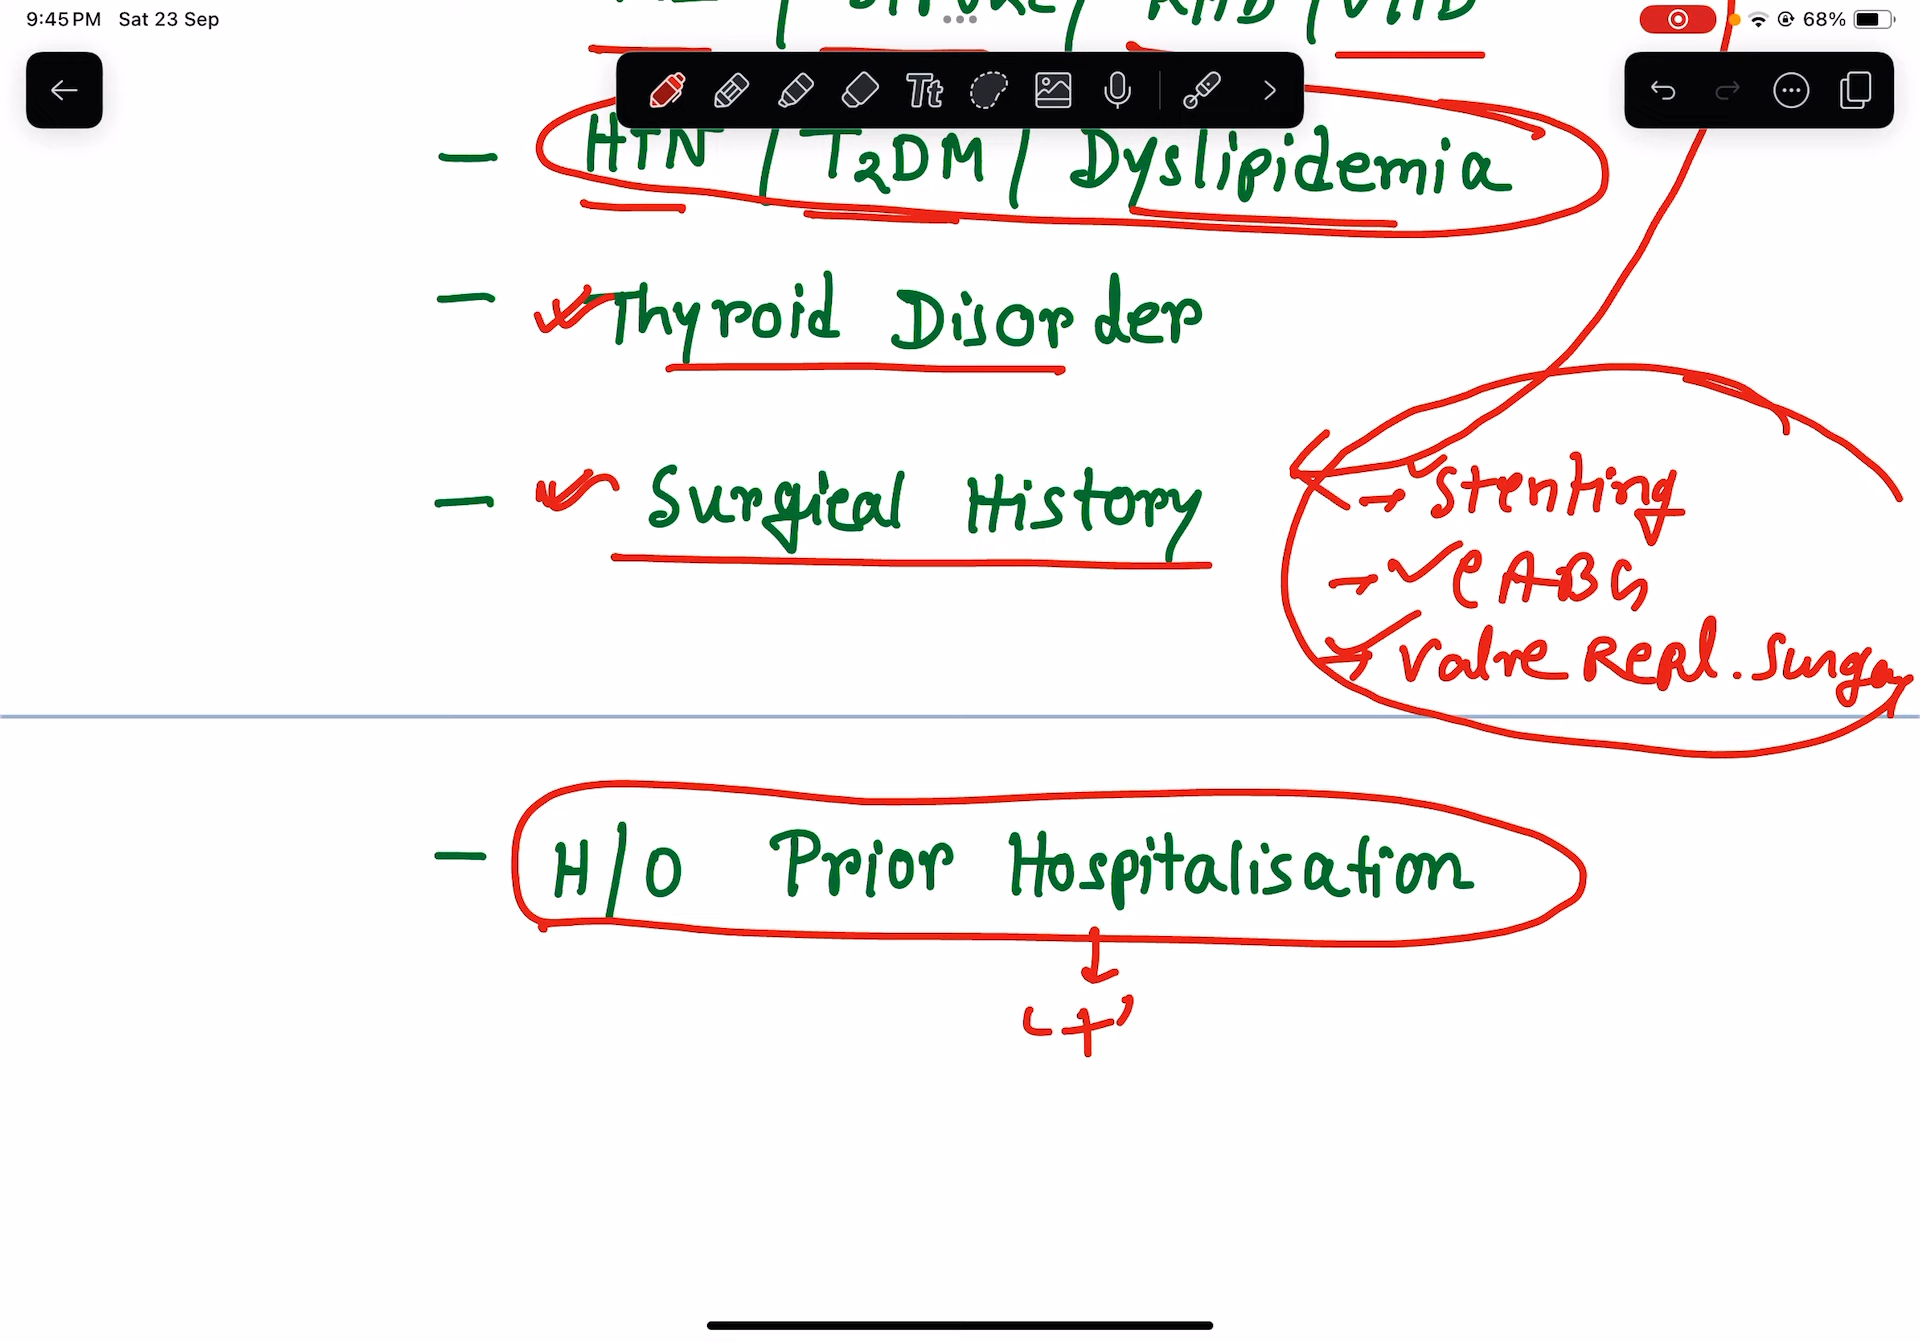 9:45 PM Sat 23 Sep
68%
Tt
- HTN / T2DM / Dyslipidemia
- Thyroid Disorder
- Surgical History
→ Stenting
→ CABG
→ Valve Repl. Surgery
- H/O Prior Hospitalisation
↓
'+'